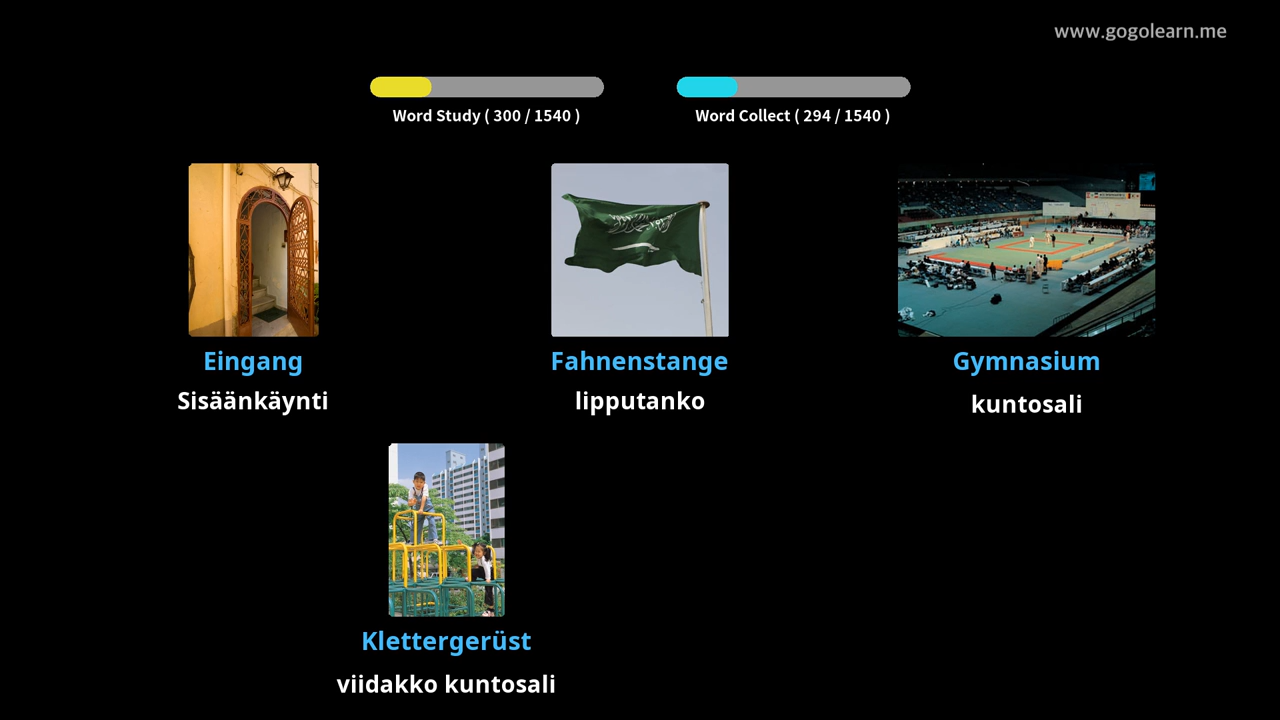 www.gogolearn.me
Word Study ( 300 / 1540 )
Word Collect ( 294 / 1540 )
Eingang
Sisäänkäynti
Fahnenstange
lipputanko
Gymnasium
kuntosali
Klettergerüst
viidakko kuntosali